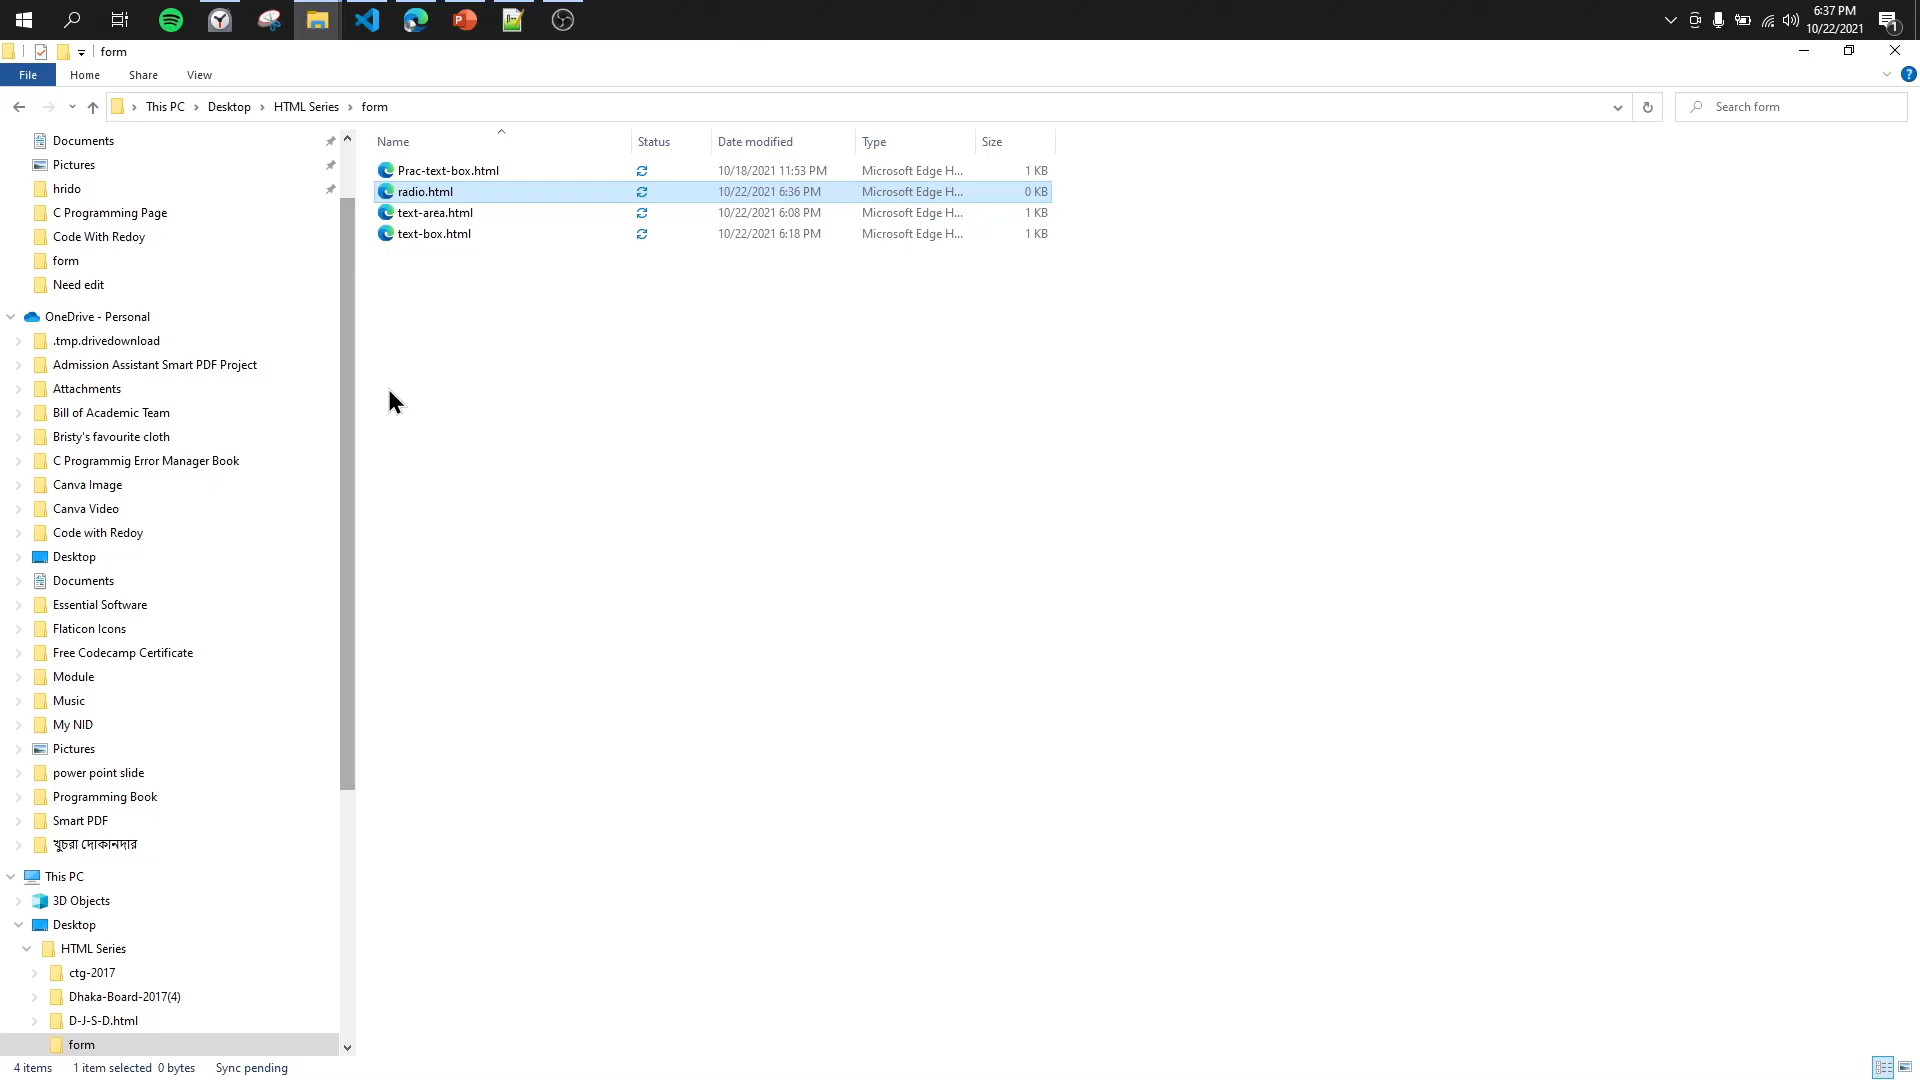 6:37 PM
10/22/2021
1
form
File Home Share View
This PC > Desktop > HTML Series > form
Search form
Documents
Pictures
hrido
C Programming Page
Code With Redoy
form
Need edit
OneDrive - Personal
.tmp.drivedownload
Admission Assistant Smart PDF Project
Attachments
Bill of Academic Team
Bristy's favourite cloth
C Programmig Error Manager Book
Canva Image
Canva Video
Code with Redoy
Desktop
Documents
Essential Software
Flaticon Icons
Free Codecamp Certificate
Module
Music
My NID
Pictures
power point slide
Programming Book
Smart PDF
খুচরা দোকানদার
This PC
3D Objects
Desktop
HTML Series
ctg-2017
Dhaka-Board-2017(4)
D-J-S-D.html
form
Name Status Date modified Type Size
Prac-text-box.html 10/18/2021 11:53 PM Microsoft Edge H... 1 KB
radio.html 10/22/2021 6:36 PM Microsoft Edge H... 0 KB
text-area.html 10/22/2021 6:08 PM Microsoft Edge H... 1 KB
text-box.html 10/22/2021 6:18 PM Microsoft Edge H... 1 KB
4 items 1 item selected 0 bytes Sync pending